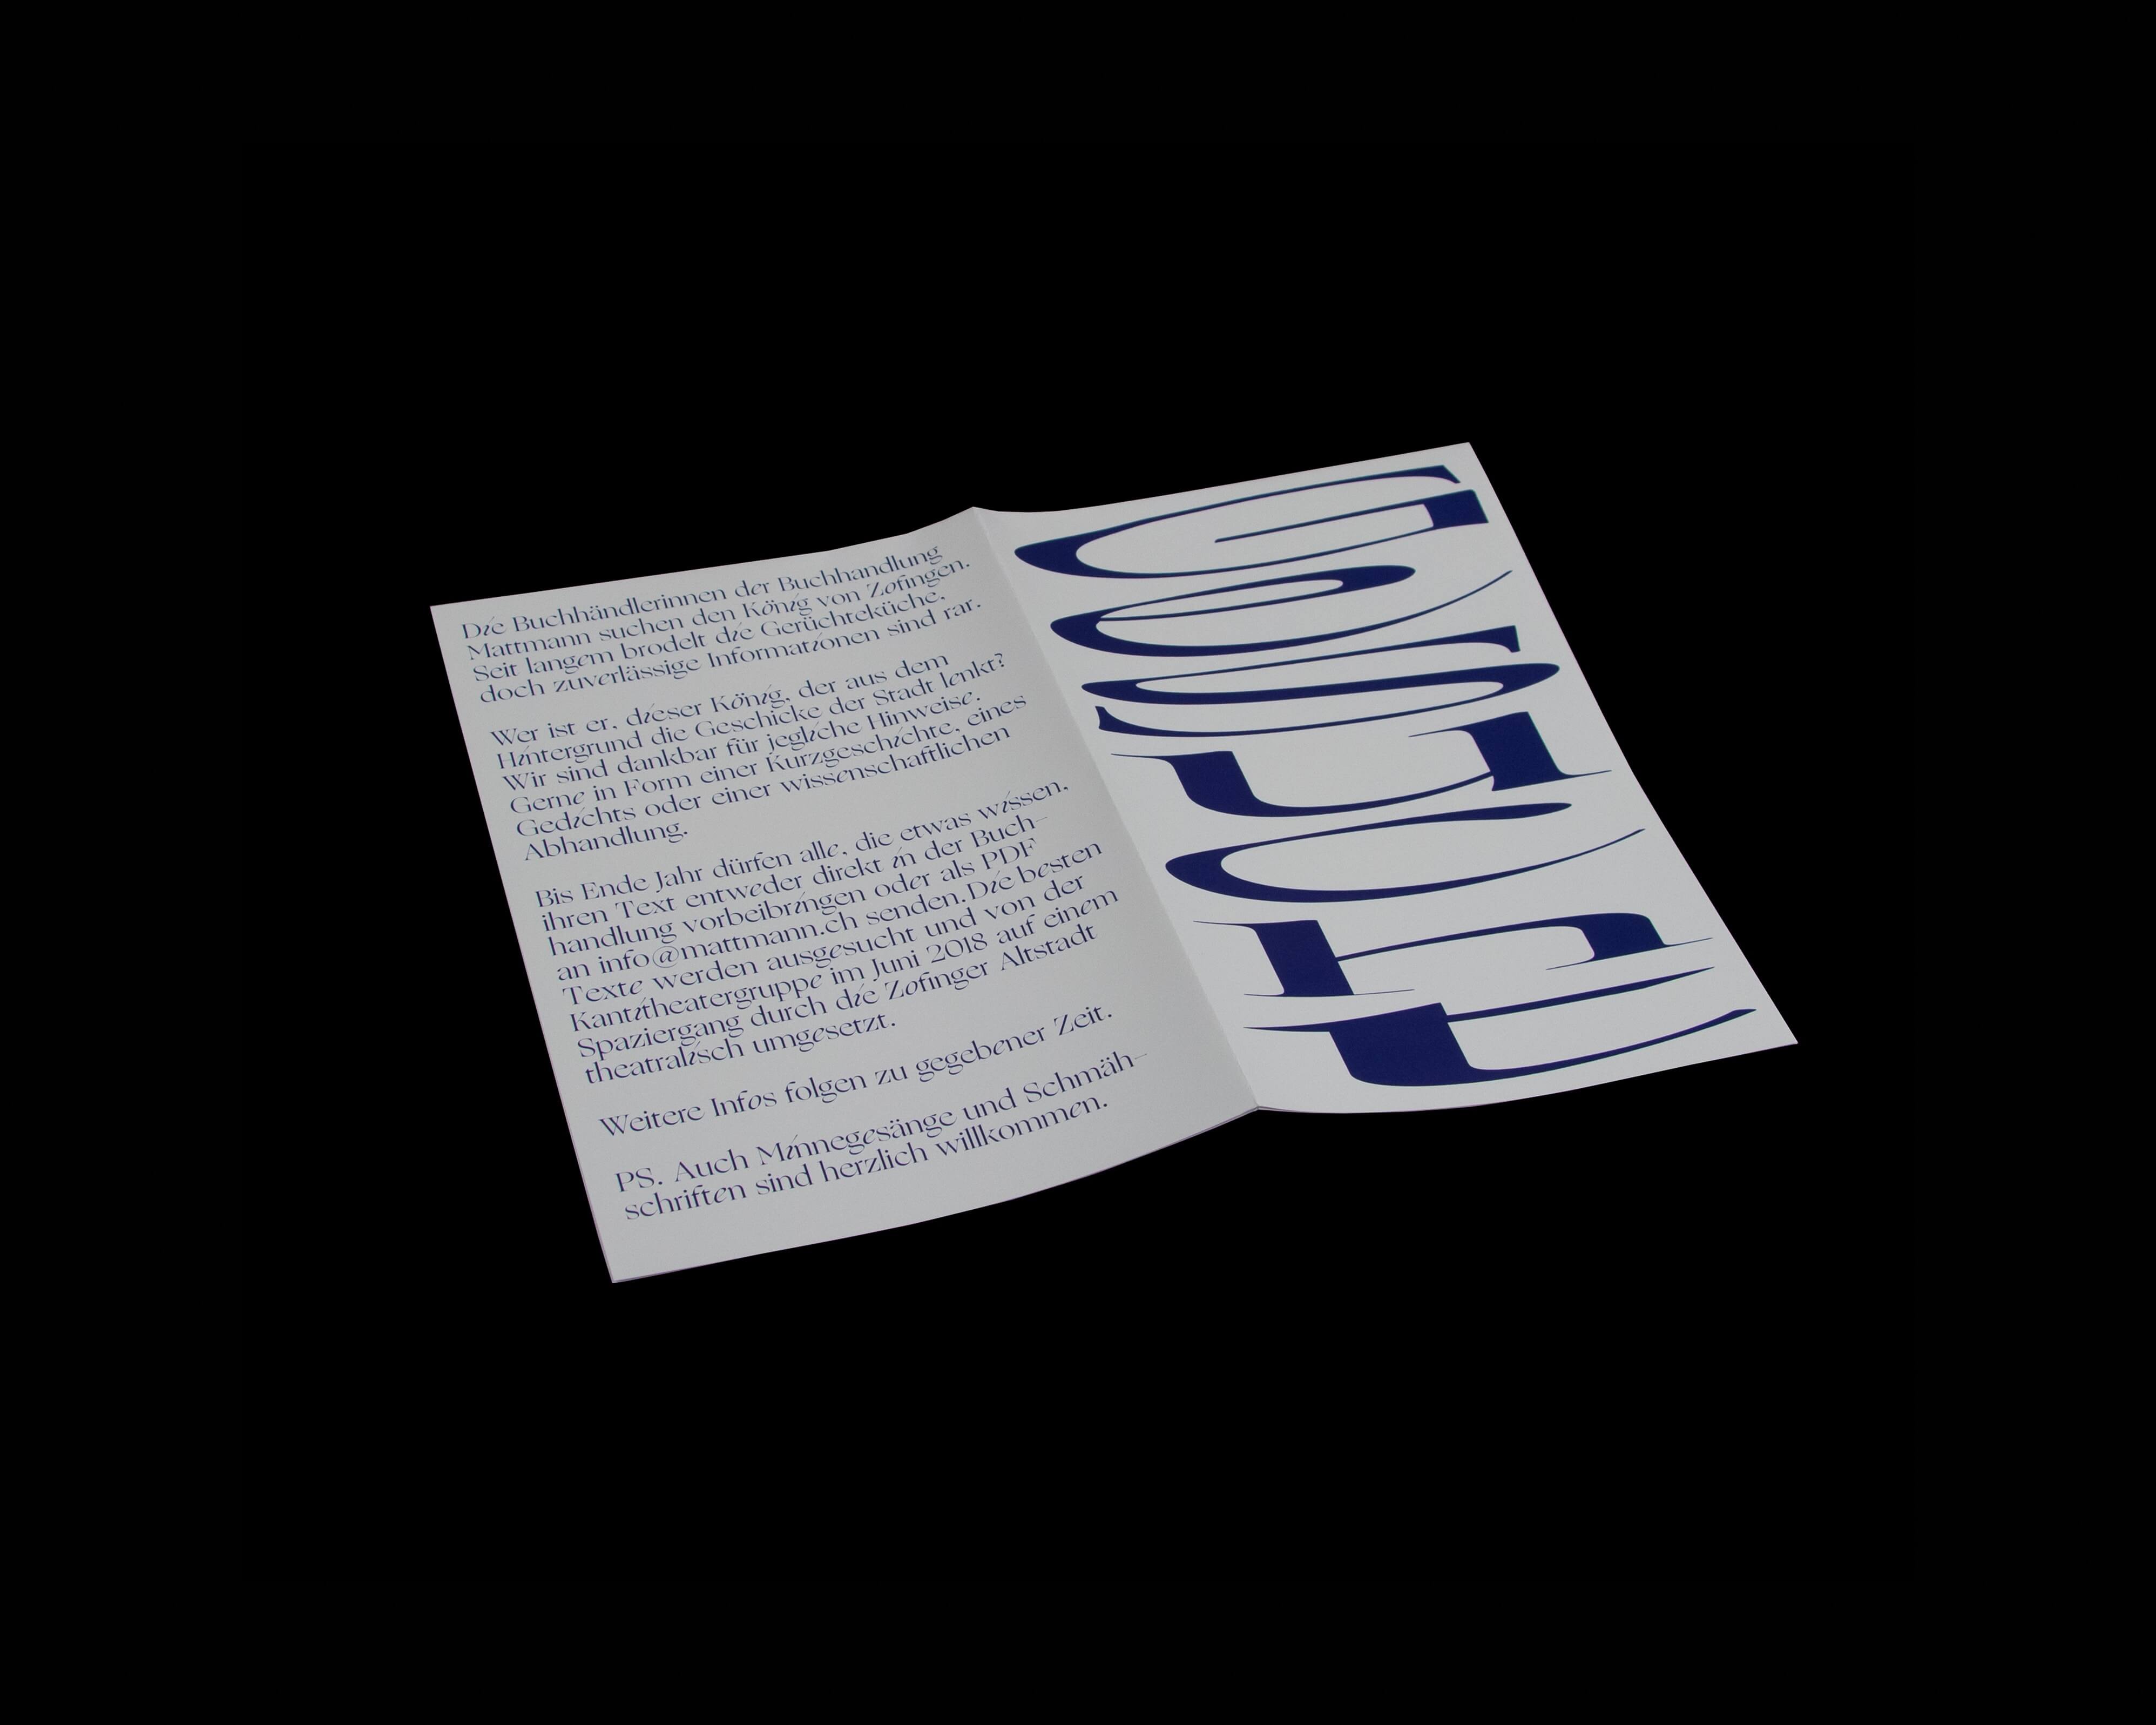 Die Buchhändlerinnen der Buchhandlung
Mattmann suchen den König von Zofingen.
Seit langem brodelt die Gerüchteküche,
doch zuverlässige Informationen sind rar.
Wer ist er, dieser König, der aus dem
Hintergrund die Geschicke der Stadt lenkt?
Wir sind dankbar für jegliche Hinweise.
Gerne in Form einer Kurzgeschichte, eines
Gedichts oder einer wissenschaftlichen
Abhandlung.
Bis Ende Jahr dürfen alle, die etwas wissen,
ihren Text entweder direkt in der Buch–
handlung vorbeibringen oder als PDF
an info@mattmann.ch senden. Die besten
Texte werden ausgesucht und von der
Kantitheatergruppe im Juni 2018 auf einem
Spaziergang durch die Zofinger Altstadt
theatralisch umgesetzt.
Weitere Infos folgen zu gegebener Zeit.
PS. Auch Minnegesänge und Schmäh–
schriften sind herzlich willkommen.
G
e
s
u
c
h
t